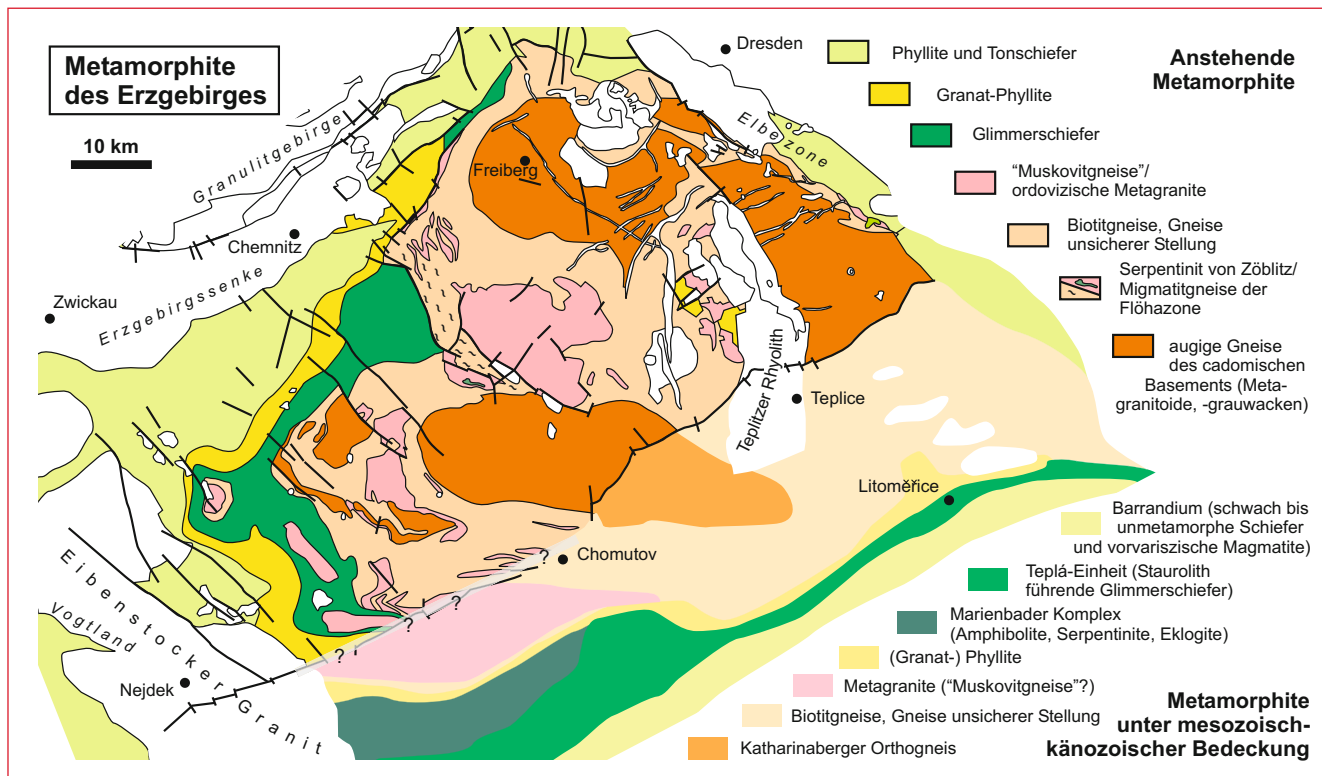 Metamorphite
des Erzgebirges
10 km
Granulitgebirge
Chemnitz
Zwickau
Erzgebirgssenke
Freiberg
Dresden
Elbezone
Teplitzer Rhyolith
Teplice
Litoměřice
Chomutov
?
?
?
?
Eibenstocker Granit
Vogtland
Nejdek
Anstehende
Metamorphite
Phyllite und Tonschiefer
Granat-Phyllite
Glimmerschiefer
“Muskovitgneise”/
ordovizische Metagranite
Biotitgneise, Gneise
unsicherer Stellung
Serpentinit von Zöblitz/
Migmatitgneise der
Flöhazone
augige Gneise
des cadomischen
Basements (Meta-
granitoide, -grauwacken)
Barrandium (schwach bis
unmetamorphe Schiefer
und vorvariszische Magmatite)
Teplá-Einheit (Staurolith
führende Glimmerschiefer)
Marienbader Komplex
(Amphibolite, Serpentinite, Eklogite)
(Granat-) Phyllite
Metagranite (“Muskovitgneise”?)
Biotitgneise, Gneise unsicherer Stellung
Katharinaberger Orthogneis
Metamorphite
unter mesozoisch-
känozoischer Bedeckung